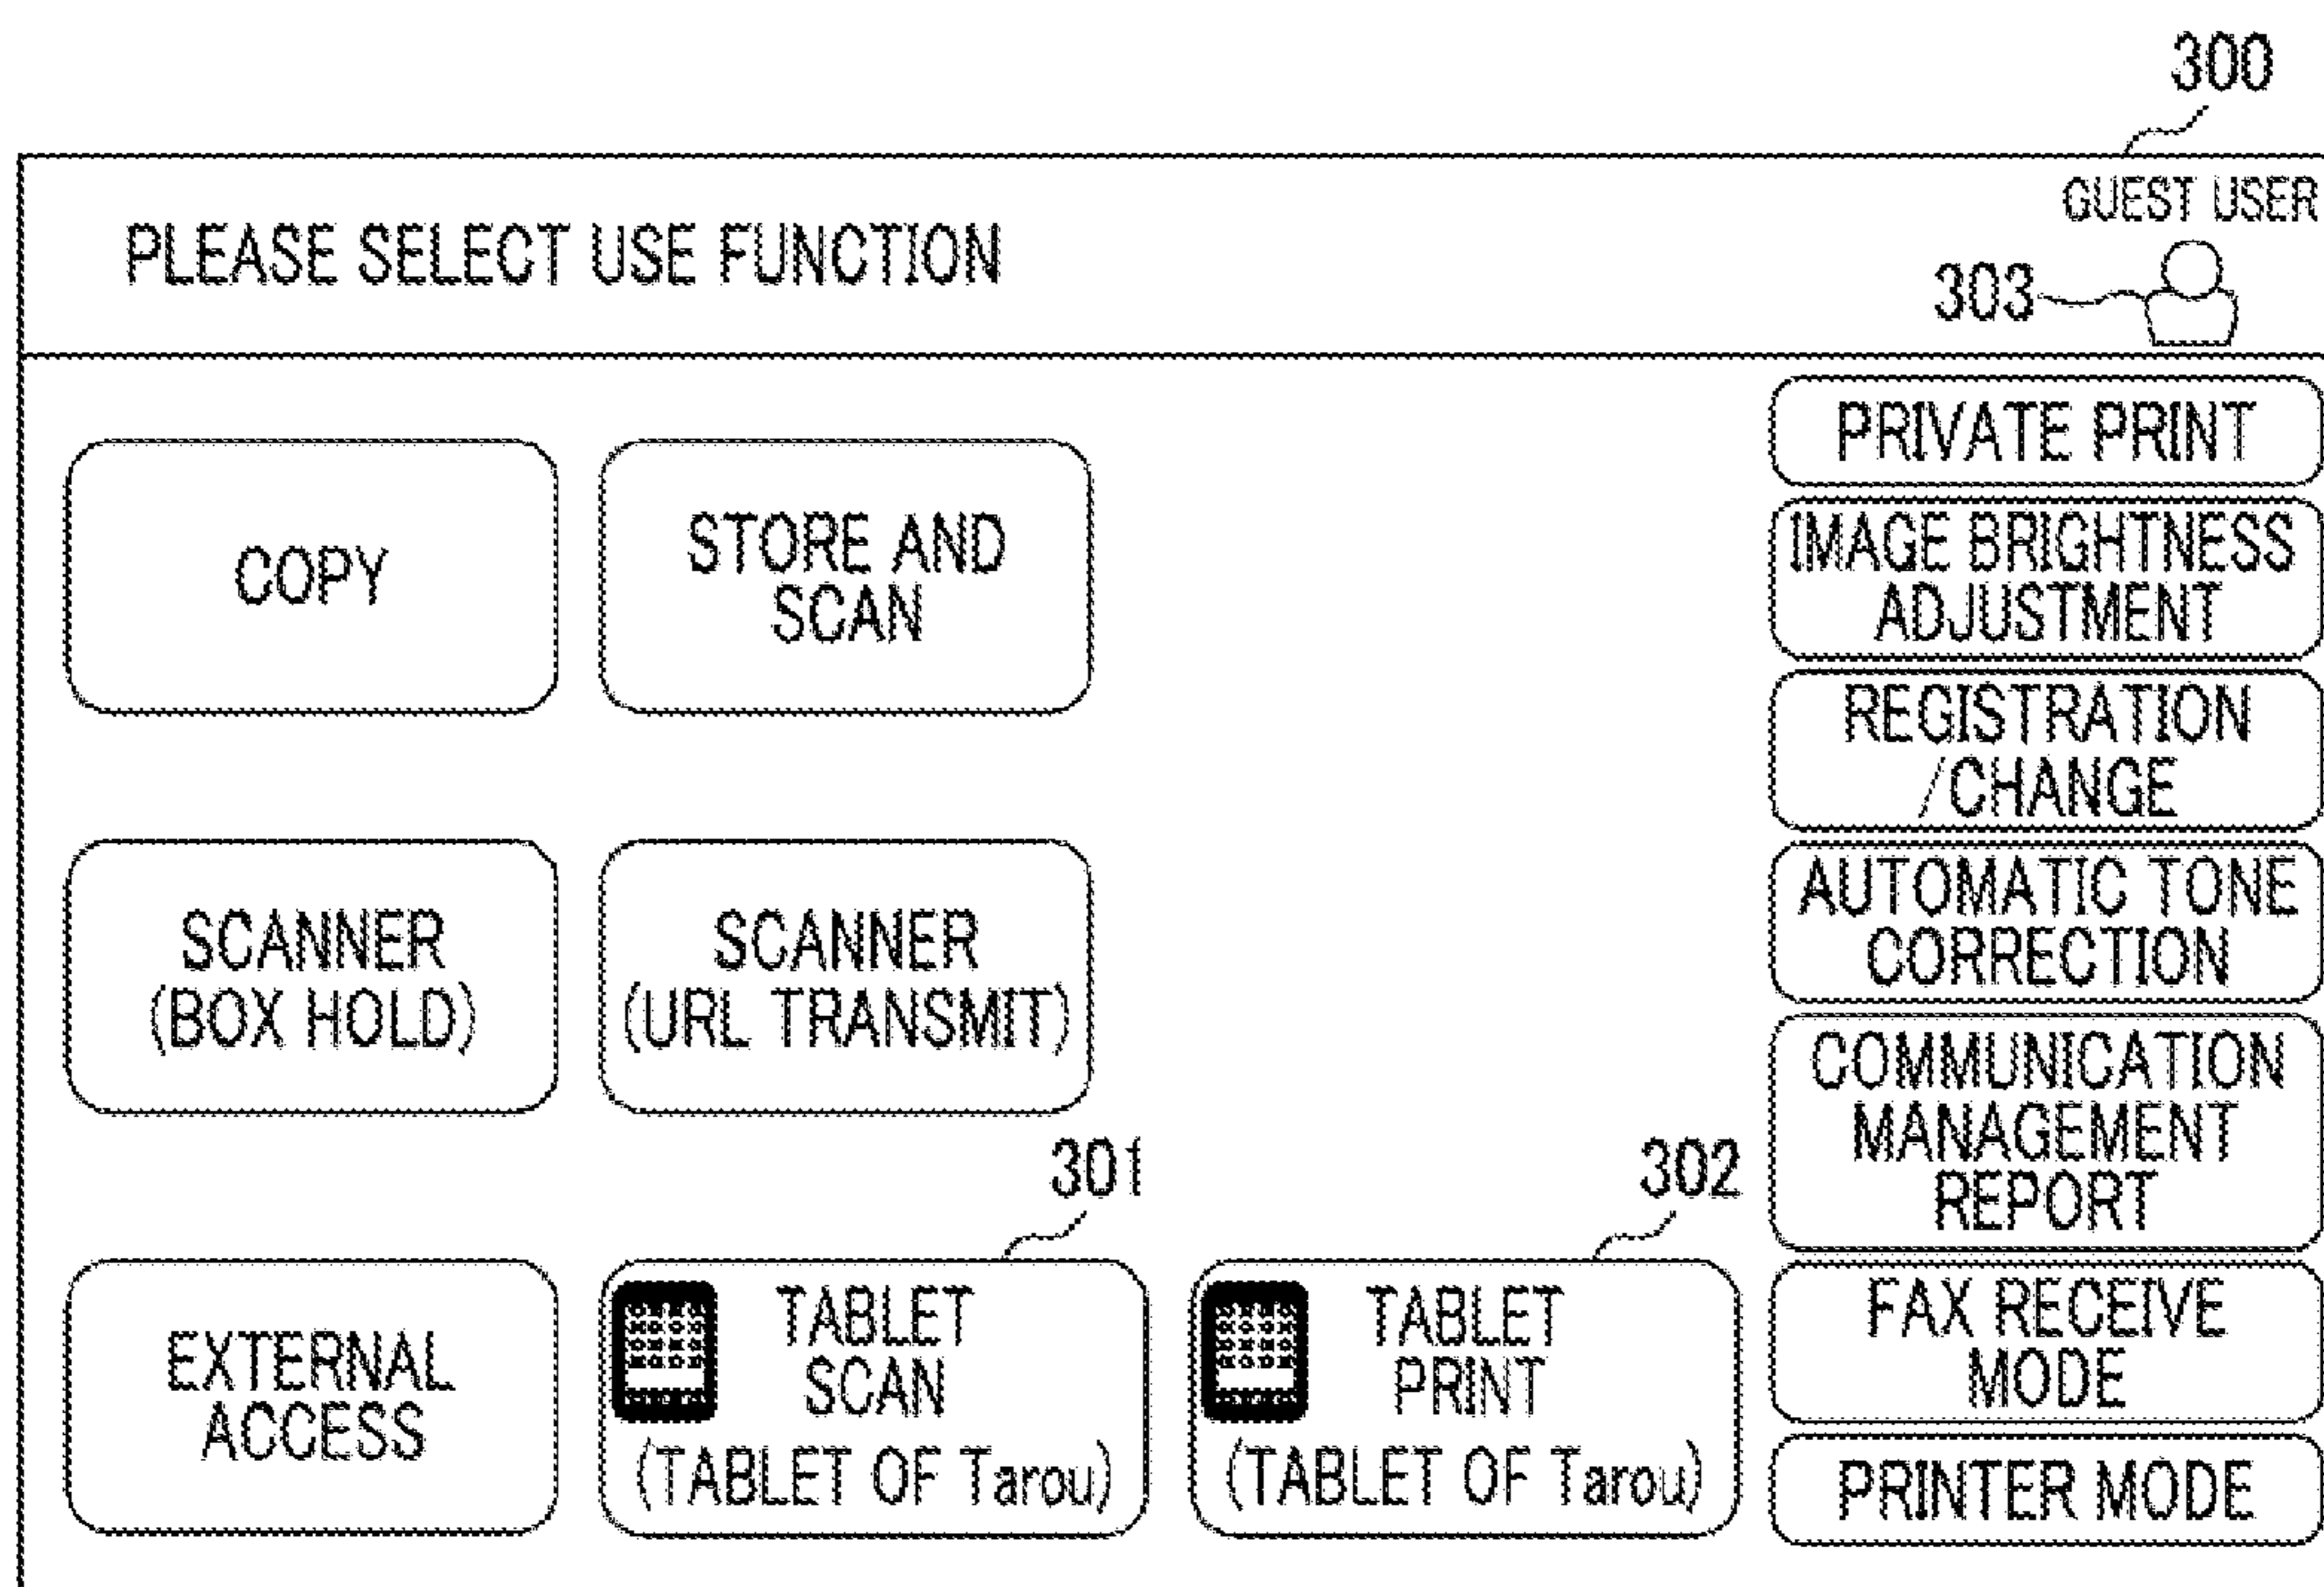 300
GUEST USER
PLEASE SELECT USE FUNCTION
303
COPY
STORE AND
SCAN
SCANNER
(BOX HOLD)
SCANNER
(URL TRANSMIT)
301
302
EXTERNAL
ACCESS
TABLET
SCAN
(TABLET OF Tarou)
TABLET
PRINT
(TABLET OF Tarou)
PRIVATE PRINT
IMAGE BRIGHTNESS
ADJUSTMENT
REGISTRATION
/CHANGE
AUTOMATIC TONE
CORRECTION
COMMUNICATION
MANAGEMENT
REPORT
FAX RECEIVE
MODE
PRINTER MODE